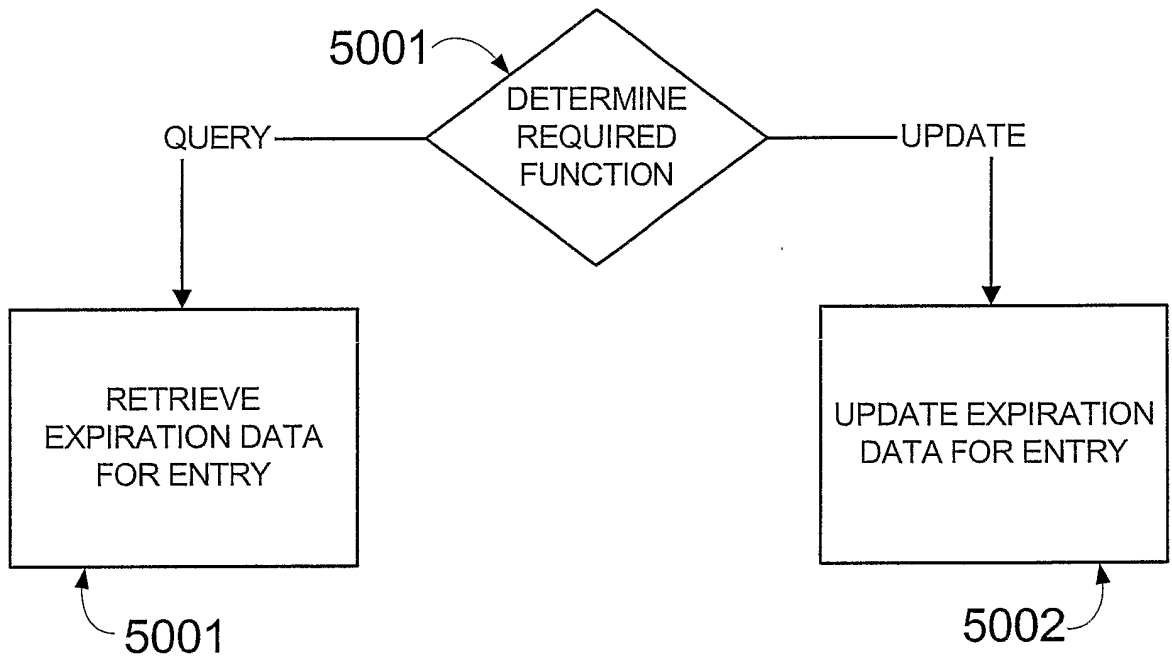 5001
DETERMINE
REQUIRED
FUNCTION
QUERY
UPDATE
RETRIEVE
EXPIRATION DATA
FOR ENTRY
UPDATE EXPIRATION
DATA FOR ENTRY
5001
5002